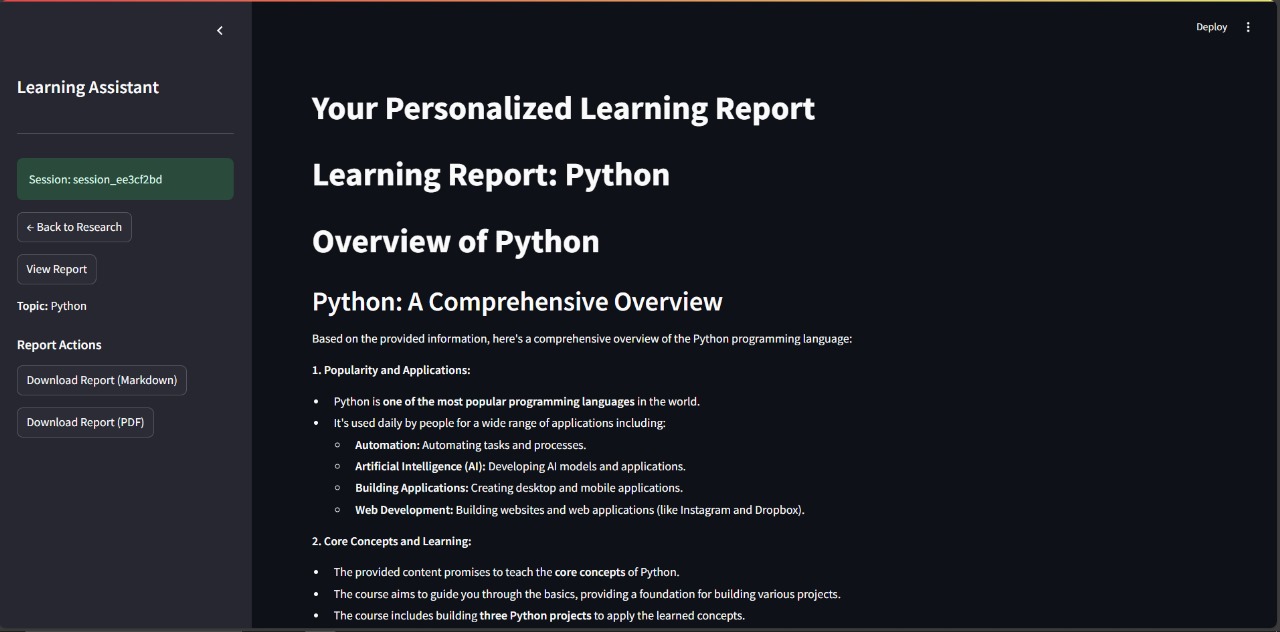 Learning Assistant
Session: session_ee3cf2bd
← Back to Research
View Report
Topic: Python
Report Actions
Download Report (Markdown)
Download Report (PDF)
Deploy
Your Personalized Learning Report
Learning Report: Python
Overview of Python
Python: A Comprehensive Overview
Based on the provided information, here's a comprehensive overview of the Python programming language:
1. Popularity and Applications:
• Python is one of the most popular programming languages in the world.
• It's used daily by people for a wide range of applications including:
◦ Automation: Automating tasks and processes.
◦ Artificial Intelligence (AI): Developing AI models and applications.
◦ Building Applications: Creating desktop and mobile applications.
◦ Web Development: Building websites and web applications (like Instagram and Dropbox).
2. Core Concepts and Learning:
• The provided content promises to teach the core concepts of Python.
• The course aims to guide you through the basics, providing a foundation for building various projects.
• The course includes building three Python projects to apply the learned concepts.